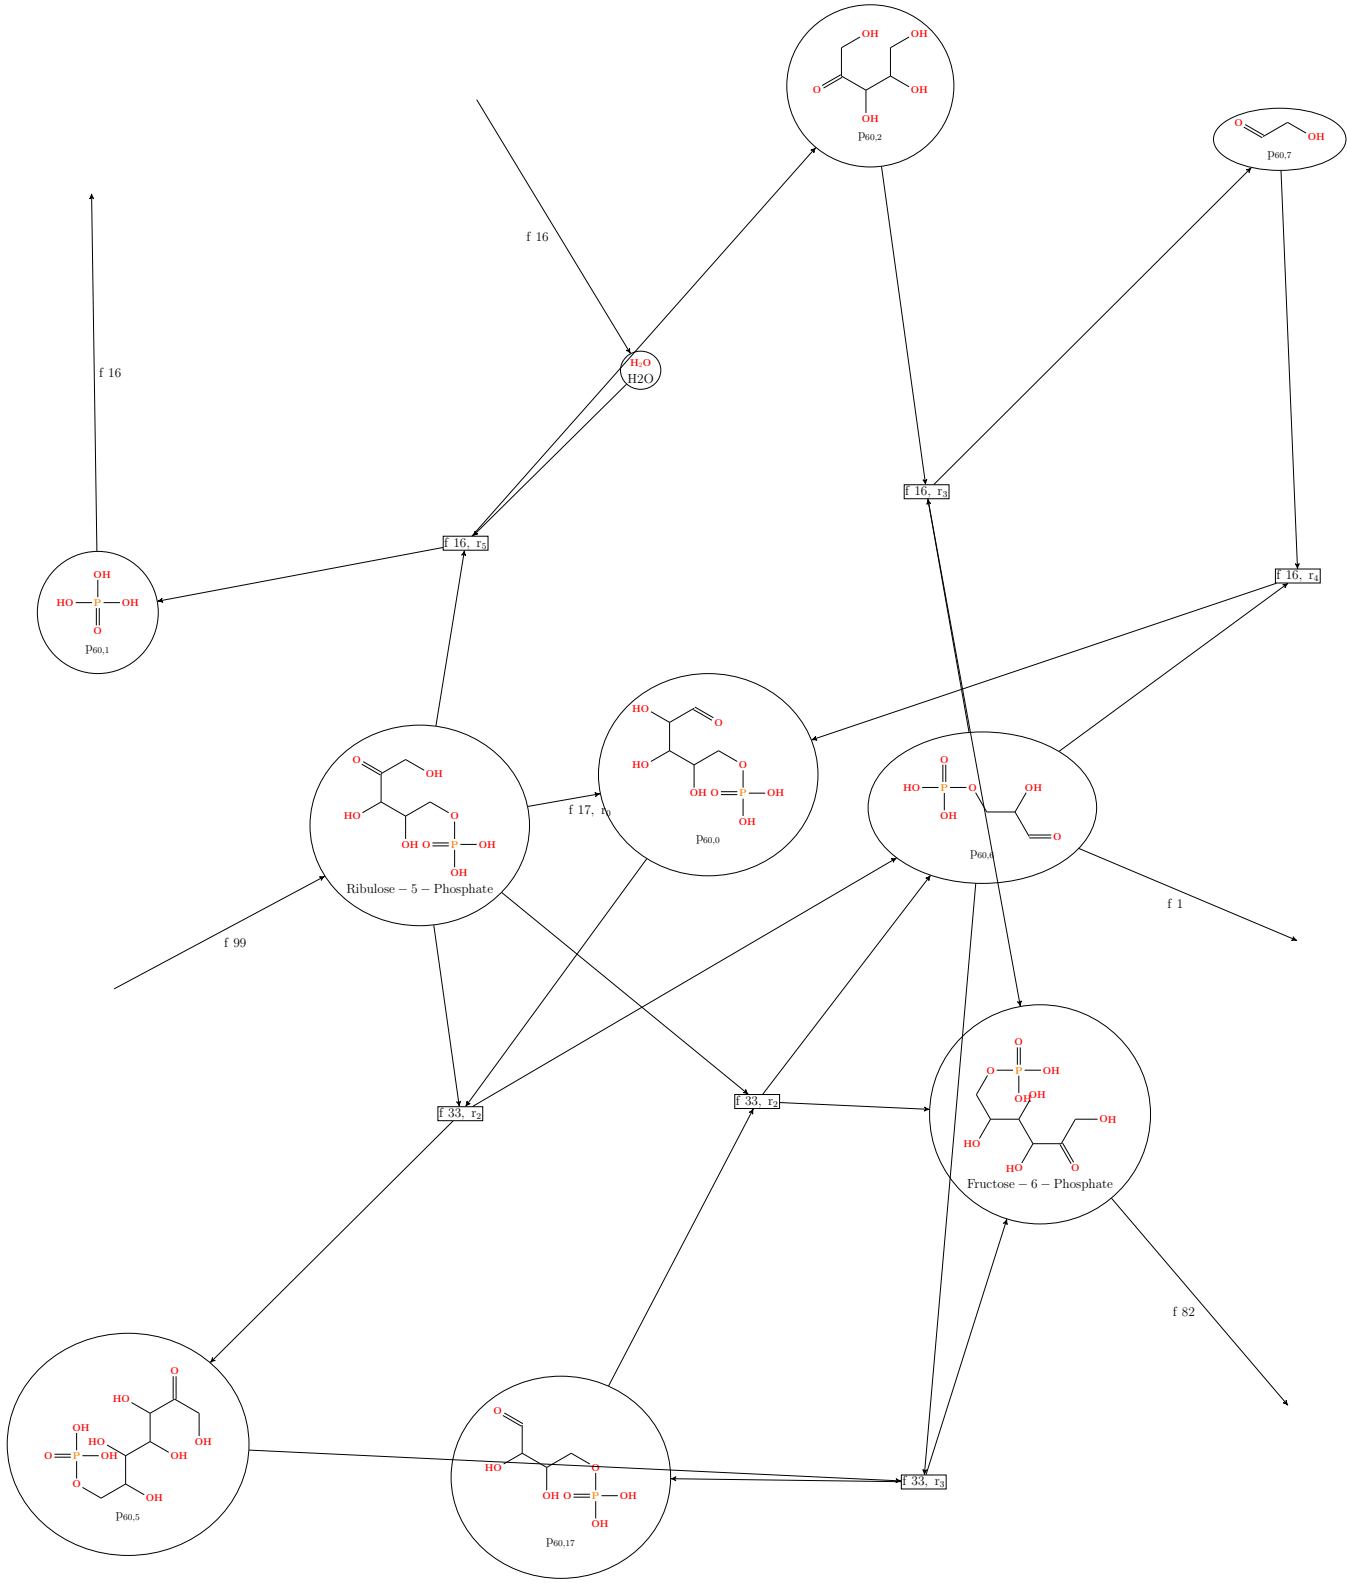 OH
OH
O
OH
OH
p60,2
O
OH
p60,7
f 16
H2O
H2O
f 16
f 16, r3
f 16, r5
f 16, r4
OH
HO
P
OH
O
p60,1
HO
O
HO
O
OH
O
P
OH
OH
p60,0
O
OH
HO
O
OH
O
P
OH
OH
Ribulose − 5 − Phosphate
f 17, r0
O
HO
P
O
OH
OH
O
p60,6
f 1
f 99
f 33, r2
f 33, r2
O
O
P
OH
OH
OH
HO
OH
HO
O
Fructose − 6 − Phosphate
f 82
O
HO
OH
HO
OH
O
P
OH
OH
O
OH
p60,5
O
HO
O
OH
O
P
OH
OH
p60,17
f 33, r3